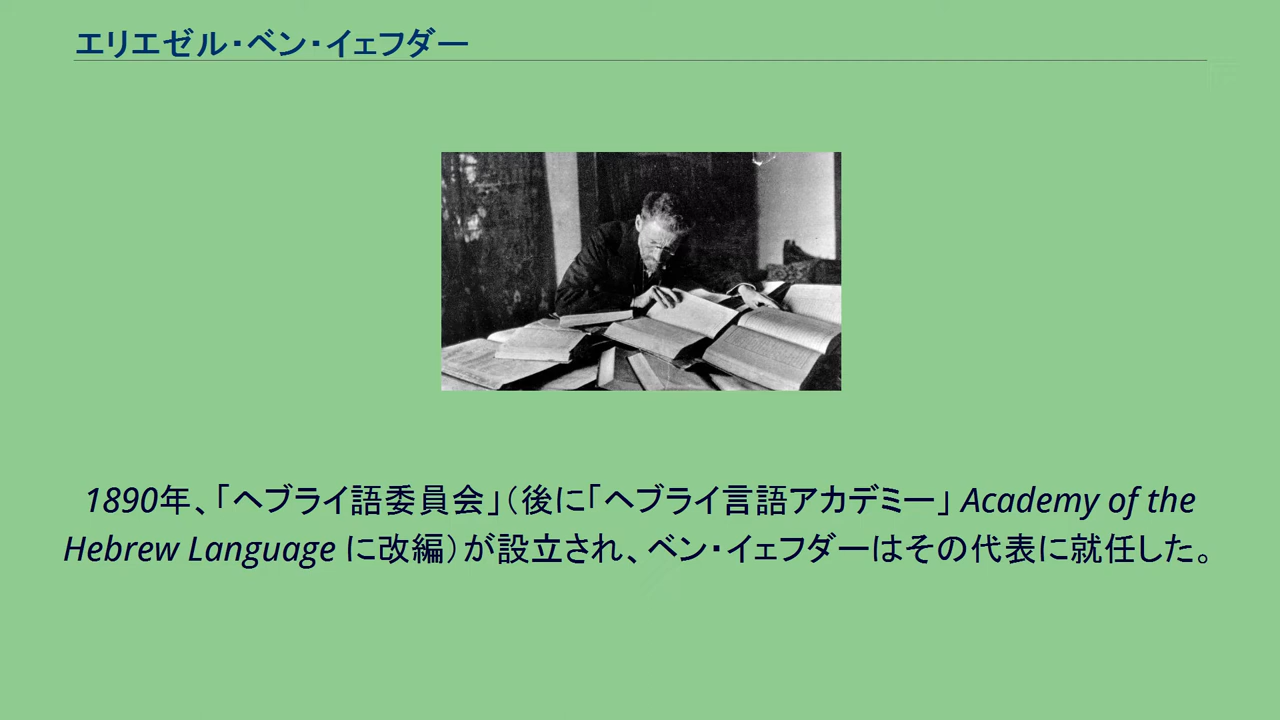 エリエゼル・ベン・イェフダー
1890年、「ヘブライ語委員会」（後に「ヘブライ言語アカデミー」 Academy of the
Hebrew Language に改編）が設立され、ベン・イェフダーはその代表に就任した。